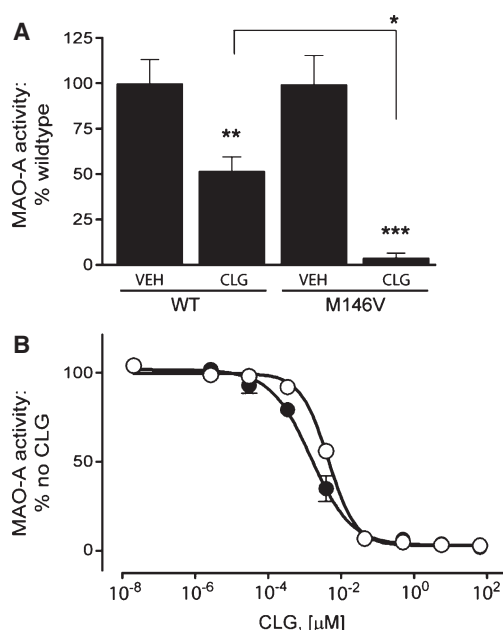 A
MAO-A activity:
% wildtype
125
100
75
50
25
0
*
**
***
VEH
CLG
VEH
CLG
WT
M146V
B
MAO-A activity:
% no CLG
100
50
0
10⁻⁸
10⁻⁶
10⁻⁴
10⁻²
10⁰
10²
CLG, [µM]